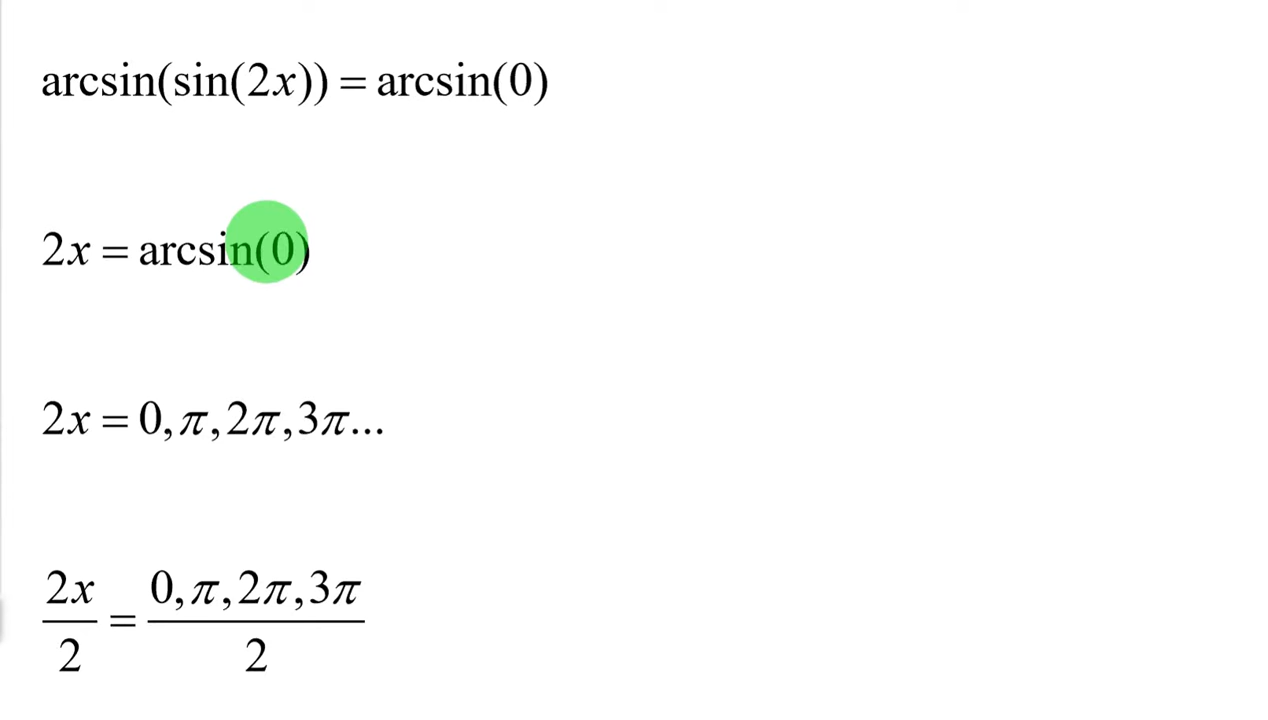 arcsin(sin(2x)) = arcsin(0)
2x = arcsin(0)
2x = 0, π, 2π, 3π...
2x/2 = 0, π, 2π, 3π/2